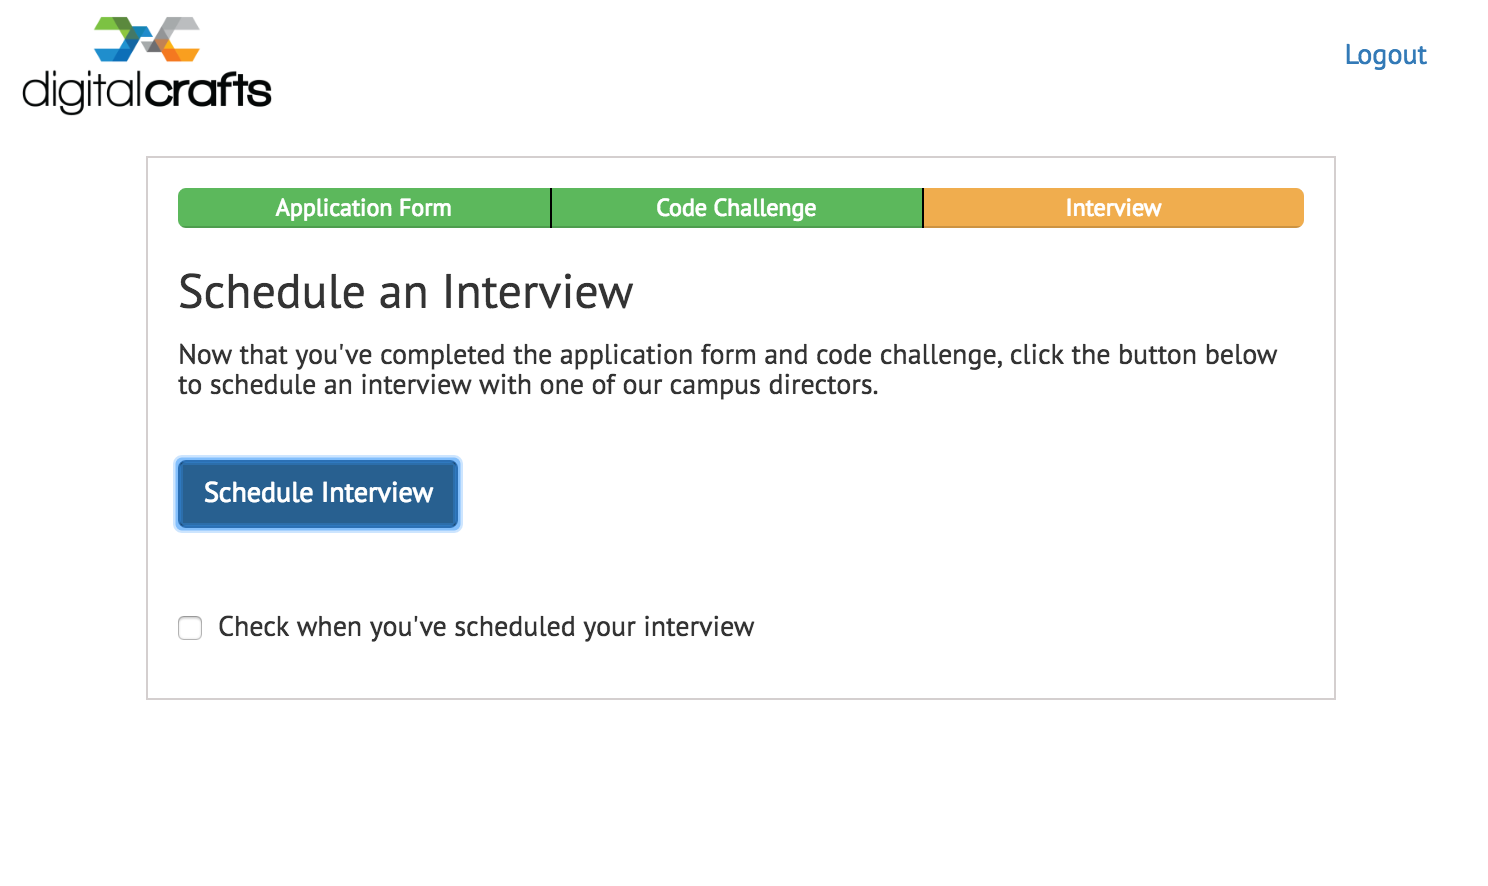 digitalcrafts
Logout
Application Form
Code Challenge
Interview
Schedule an Interview
Now that you've completed the application form and code challenge, click the button below
to schedule an interview with one of our campus directors.
Schedule Interview
Check when you've scheduled your interview